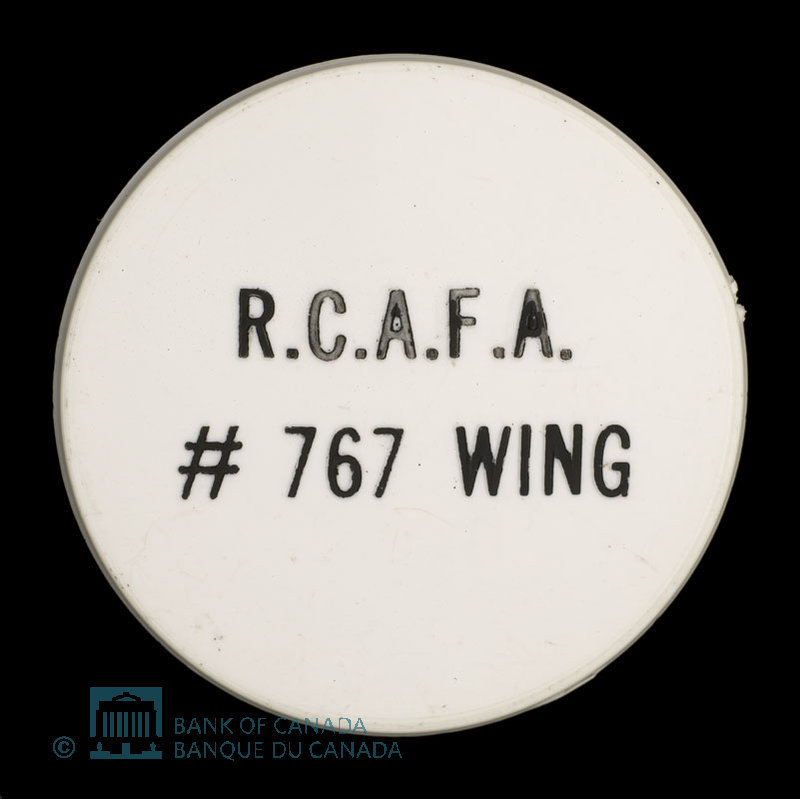 R.C.A.F.A.
# 767 WING
© BANK OF CANADA
BANQUE DU CANADA